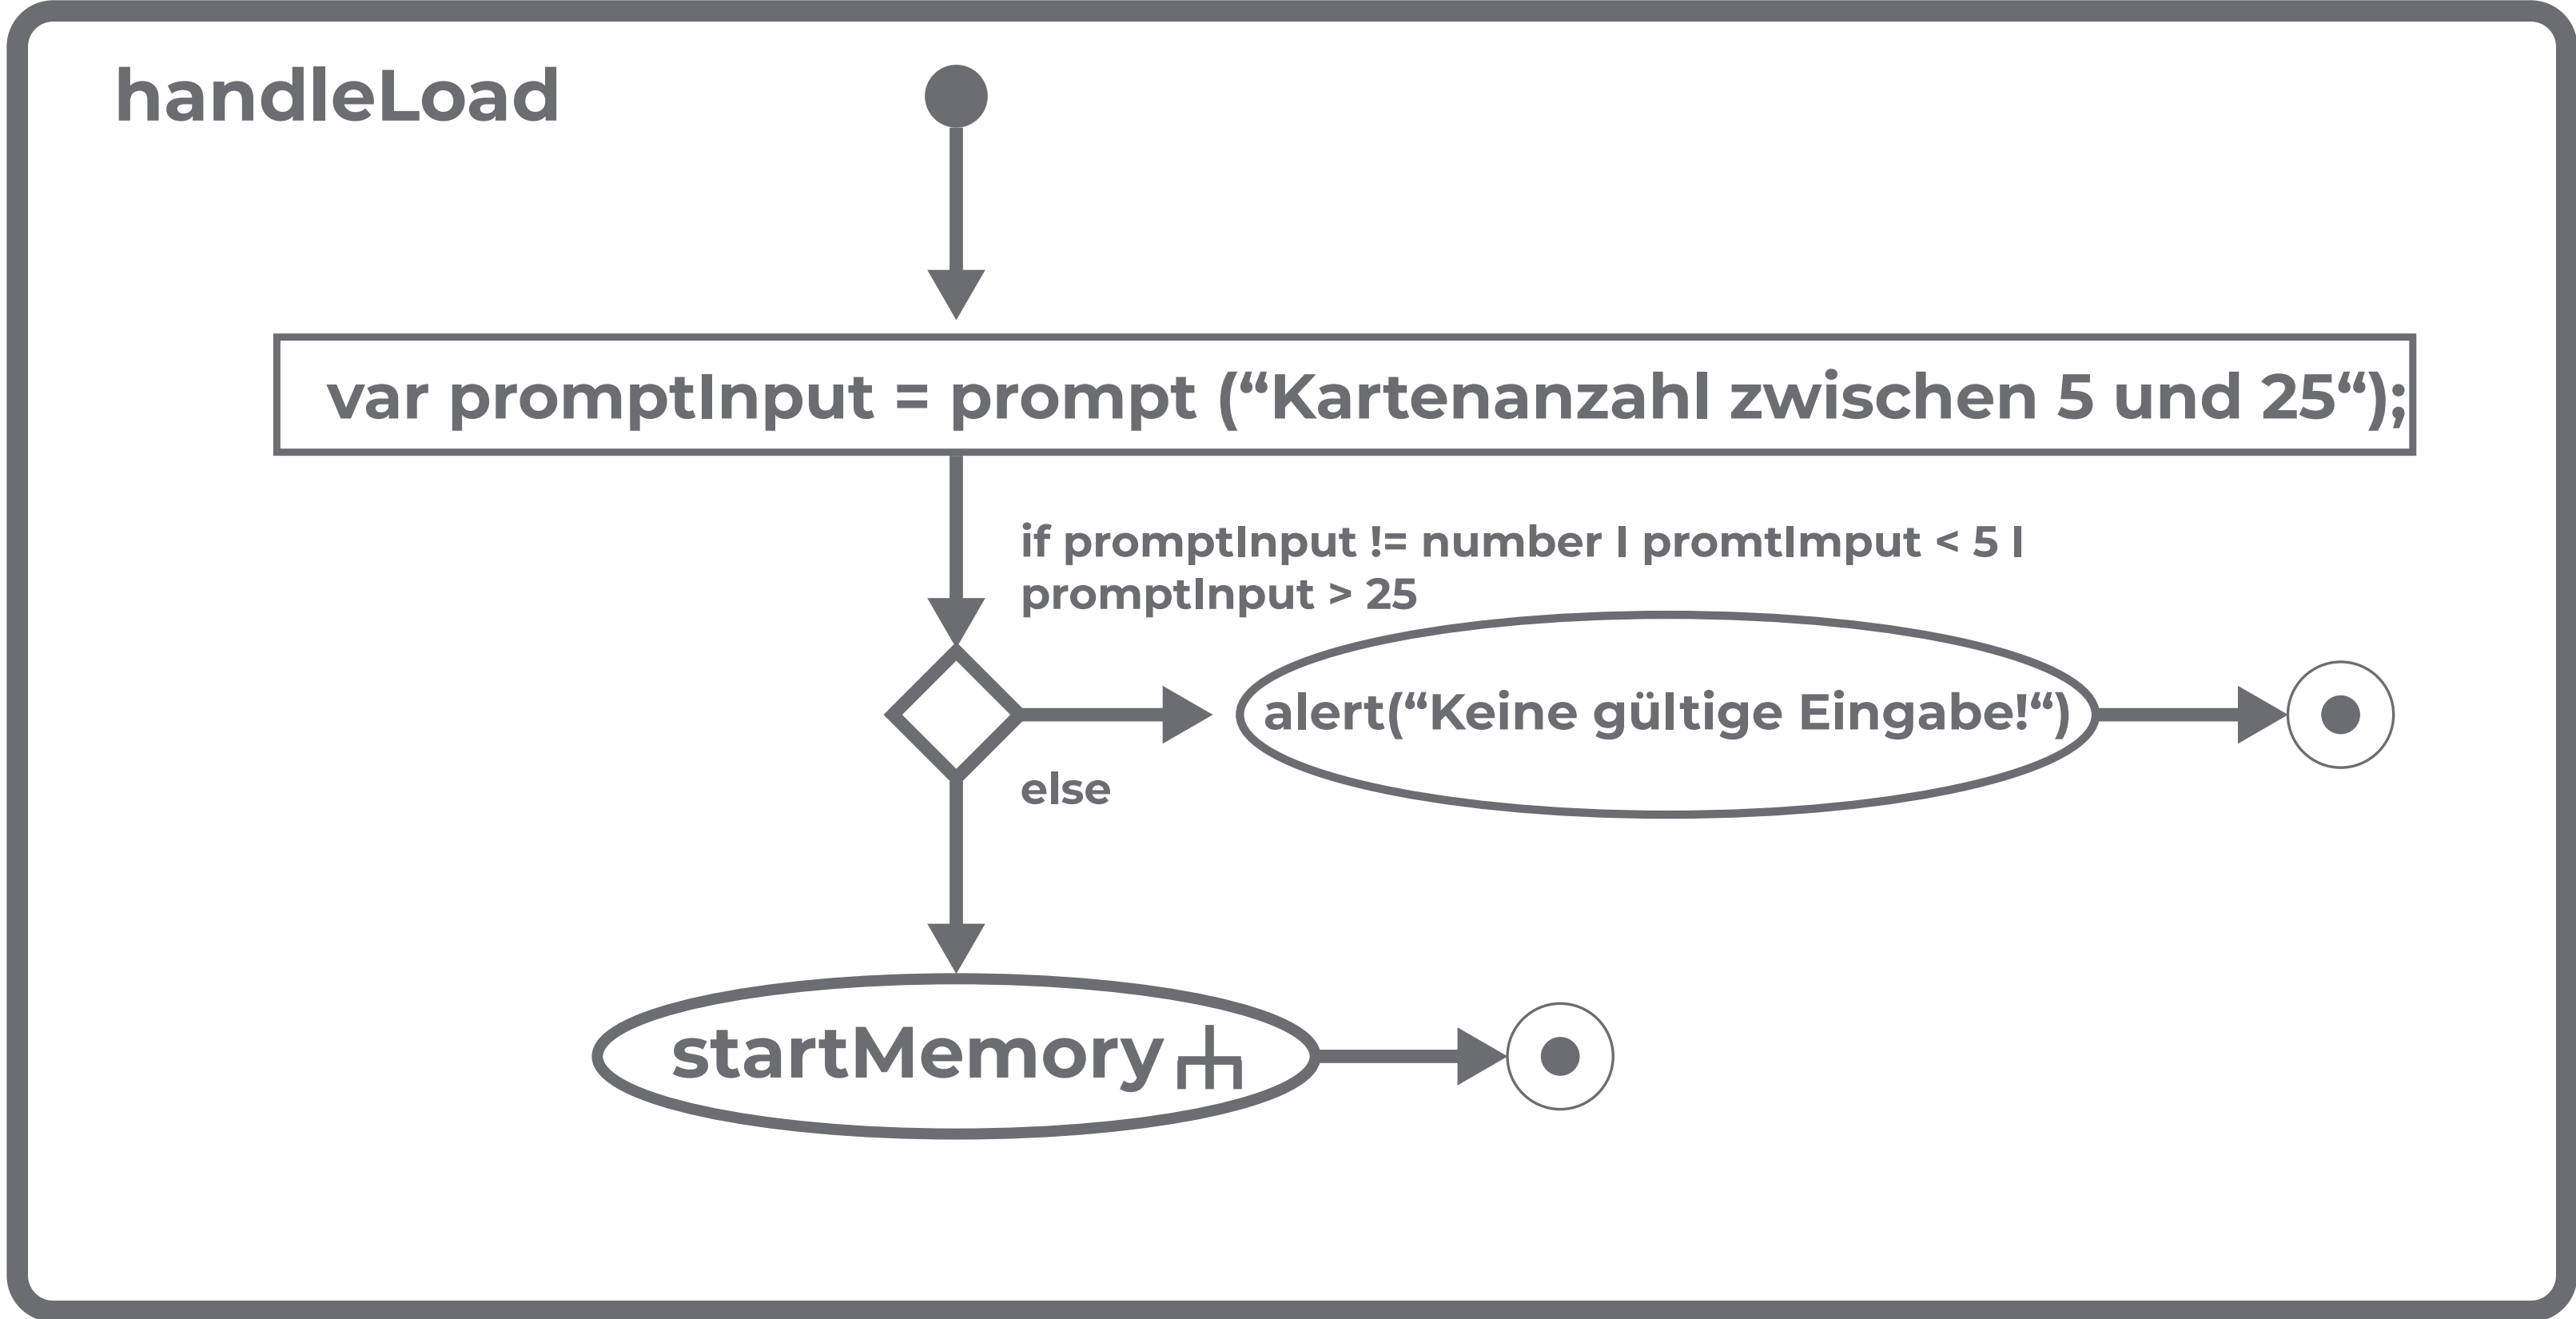 handleLoad
var promptInput = prompt (“Kartenanzahl zwischen 5 und 25“);
if promptInput != number I promtImput < 5 I
promptInput > 25
alert(“Keine gültige Eingabe!“)
else
startMemory